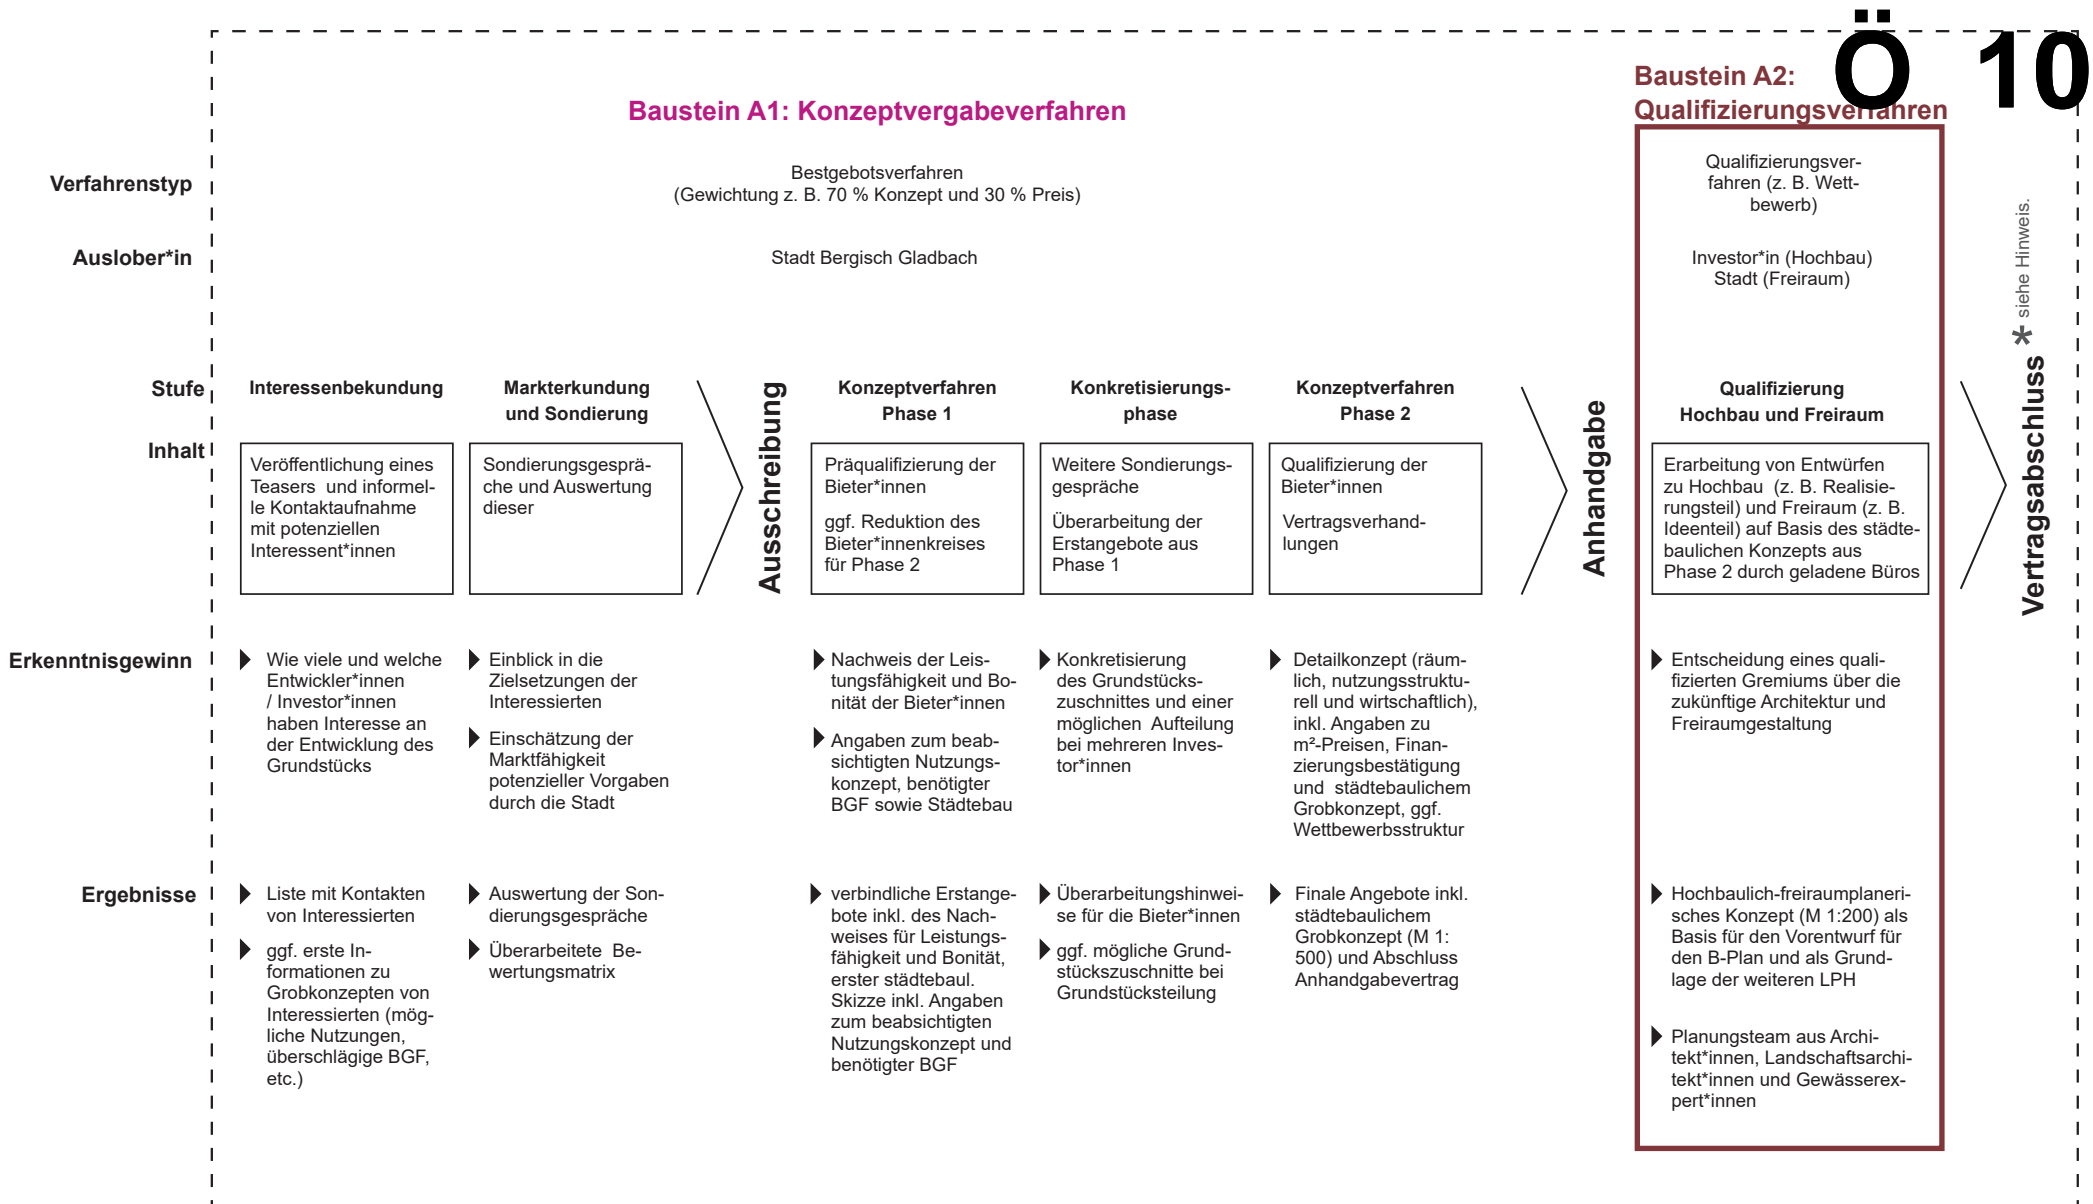 Ö 10
Baustein A1: Konzeptvergabeverfahren
Baustein A2:
Qualifizierungsverfahren
Verfahrenstyp
Bestgebotsverfahren
(Gewichtung z. B. 70 % Konzept und 30 % Preis)
Qualifizierungsver-
fahren (z. B. Wett-
bewerb)
Auslober*in
Stadt Bergisch Gladbach
Investor*in (Hochbau)
Stadt (Freiraum)
Stufe
Interessenbekundung
Markterkundung
und Sondierung
Ausschreibung
Konzeptverfahren
Phase 1
Konkretisierungs-
phase
Konzeptverfahren
Phase 2
Anhandgabe
Qualifizierung
Hochbau und Freiraum
Vertragsabschluss * siehe Hinweis.
Inhalt
Veröffentlichung eines
Teasers und informel-
le Kontaktaufnahme
mit potenziellen
Interessent*innen
Sondierungsgesprä-
che und Auswertung
dieser
Präqualifizierung der
Bieter*innen
ggf. Reduktion des
Bieter*innenkreises
für Phase 2
Weitere Sondierungs-
gespräche
Überarbeitung der
Erstangebote aus
Phase 1
Qualifizierung der
Bieter*innen
Vertragsverhand-
lungen
Erarbeitung von Entwürfen
zu Hochbau (z. B. Realisie-
rungsteil) und Freiraum (z. B.
Ideenteil) auf Basis des städte-
baulichen Konzepts aus
Phase 2 durch geladene Büros
Erkenntnisgewinn
Wie viele und welche
Entwickler*innen
/ Investor*innen
haben Interesse an
der Entwicklung des
Grundstücks
Einblick in die
Zielsetzungen der
Interessierten
Einschätzung der
Marktfähigkeit
potenzieller Vorgaben
durch die Stadt
Nachweis der Leis-
tungsfähigkeit und Bo-
nität der Bieter*innen
Angaben zum beab-
sichtigten Nutzungs-
konzept, benötigter
BGF sowie Städtebau
Konkretisierung
des Grundstücks-
zuschnittes und einer
möglichen Aufteilung
bei mehreren Inves-
tor*innen
Detailkonzept (räum-
lich, nutzungsstruktu-
rell und wirtschaftlich),
inkl. Angaben zu
m²-Preisen, Finan-
zierungsbestätigung
und städtebaulichem
Grobkonzept, ggf.
Wettbewerbsstruktur
Entscheidung eines quali-
fizierten Gremiums über die
zukünftige Architektur und
Freiraumgestaltung
Ergebnisse
Liste mit Kontakten
von Interessierten
ggf. erste In-
formationen zu
Grobkonzepten von
Interessierten (mög-
liche Nutzungen,
überschlägige BGF,
etc.)
Auswertung der Son-
dierungsgespräche
Überarbeitete Be-
wertungsmatrix
verbindliche Erstange-
bote inkl. des Nach-
weises für Leistungs-
fähigkeit und Bonität,
erster städtebaul.
Skizze inkl. Angaben
zum beabsichtigten
Nutzungskonzept und
benötigter BGF
Überarbeitungshinwei-
se für die Bieter*innen
ggf. mögliche Grund-
stückszuschnitte bei
Grundstücksteilung
Finale Angebote inkl.
städtebaulichem
Grobkonzept (M 1:
500) und Abschluss
Anhandgabevertrag
Hochbaulich-freiraumplaneri-
sches Konzept (M 1:200) als
Basis für den Vorentwurf für
den B-Plan und als Grund-
lage der weiteren LPH
Planungsteam aus Archi-
tekt*innen, Landschaftsarchi-
tekt*innen und Gewässerex-
pert*innen